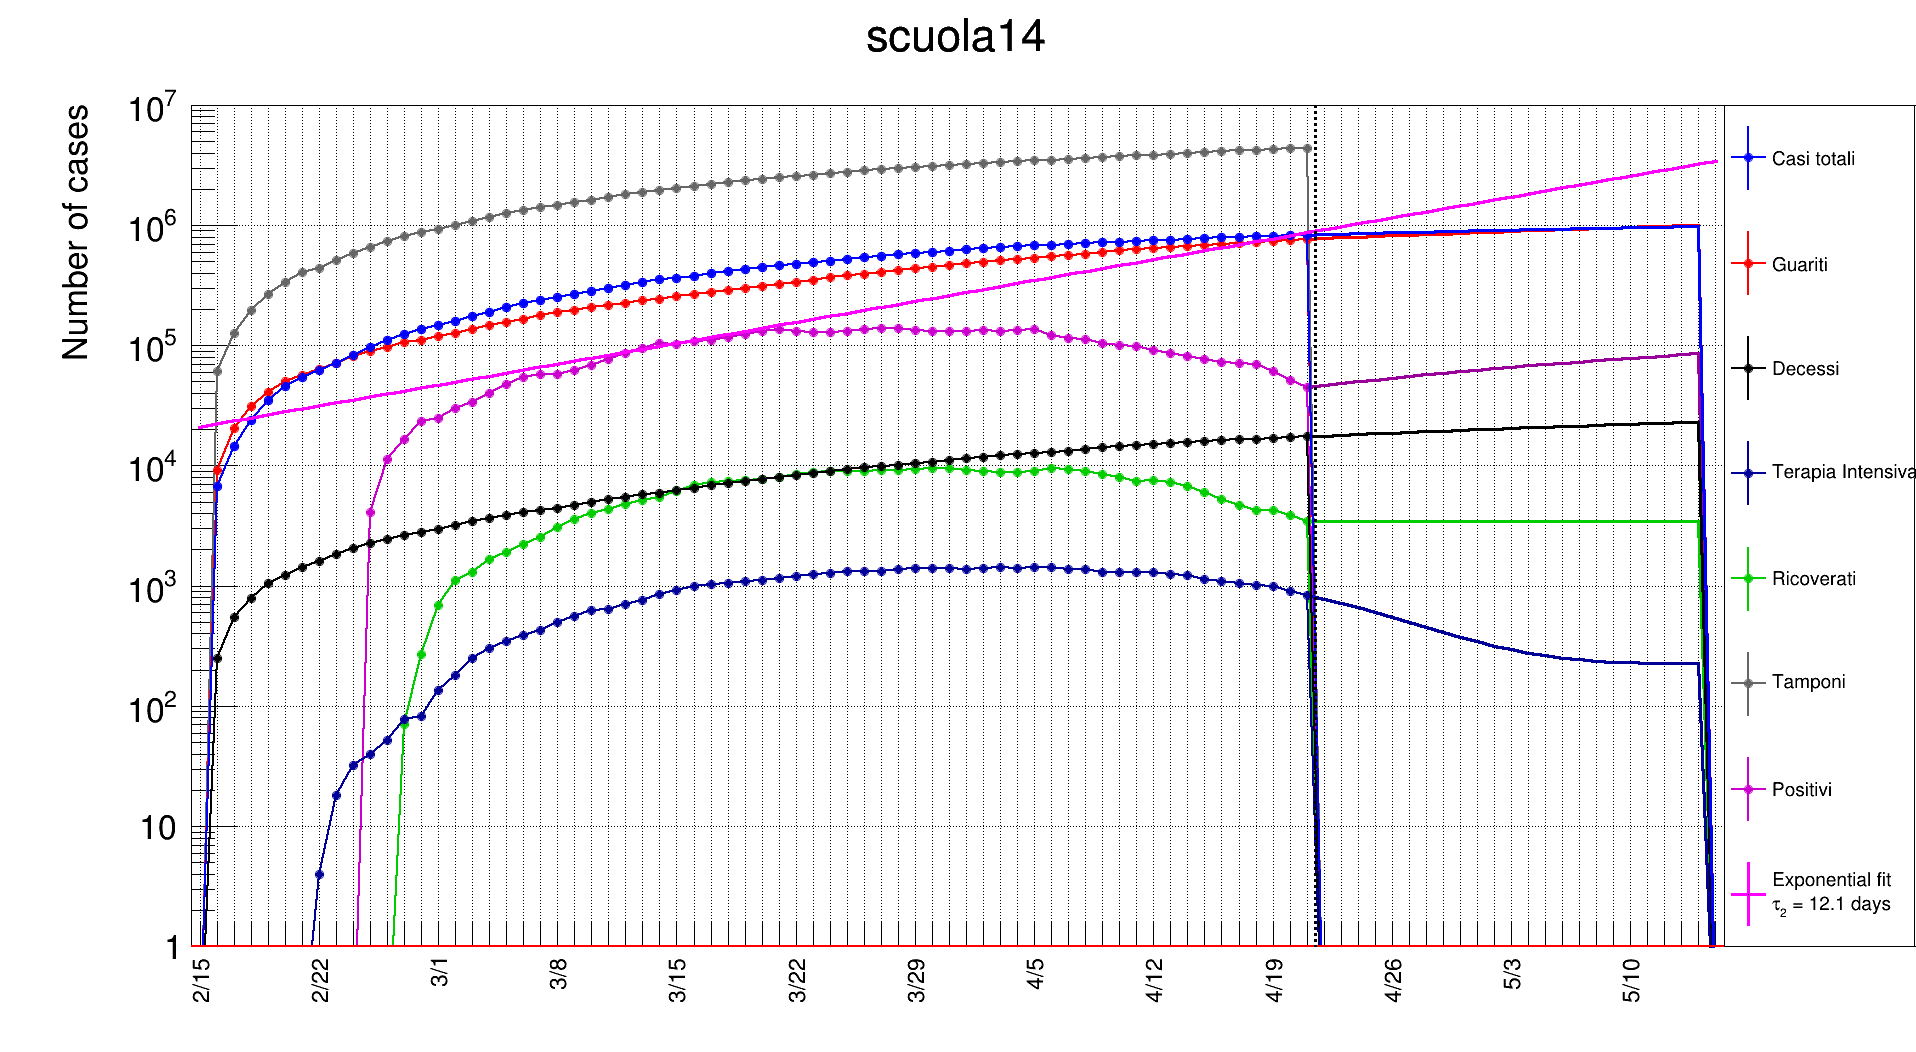 scuola14
Number of cases
10^7
10^6
10^5
10^4
10^3
10^2
10
1
2/15
2/22
3/1
3/8
3/15
3/22
3/29
4/5
4/12
4/19
4/26
5/3
5/10
Casi totali
Guariti
Decessi
Terapia Intensiva
Ricoverati
Tamponi
Positivi
Exponential fit
τ_2 = 12.1 days